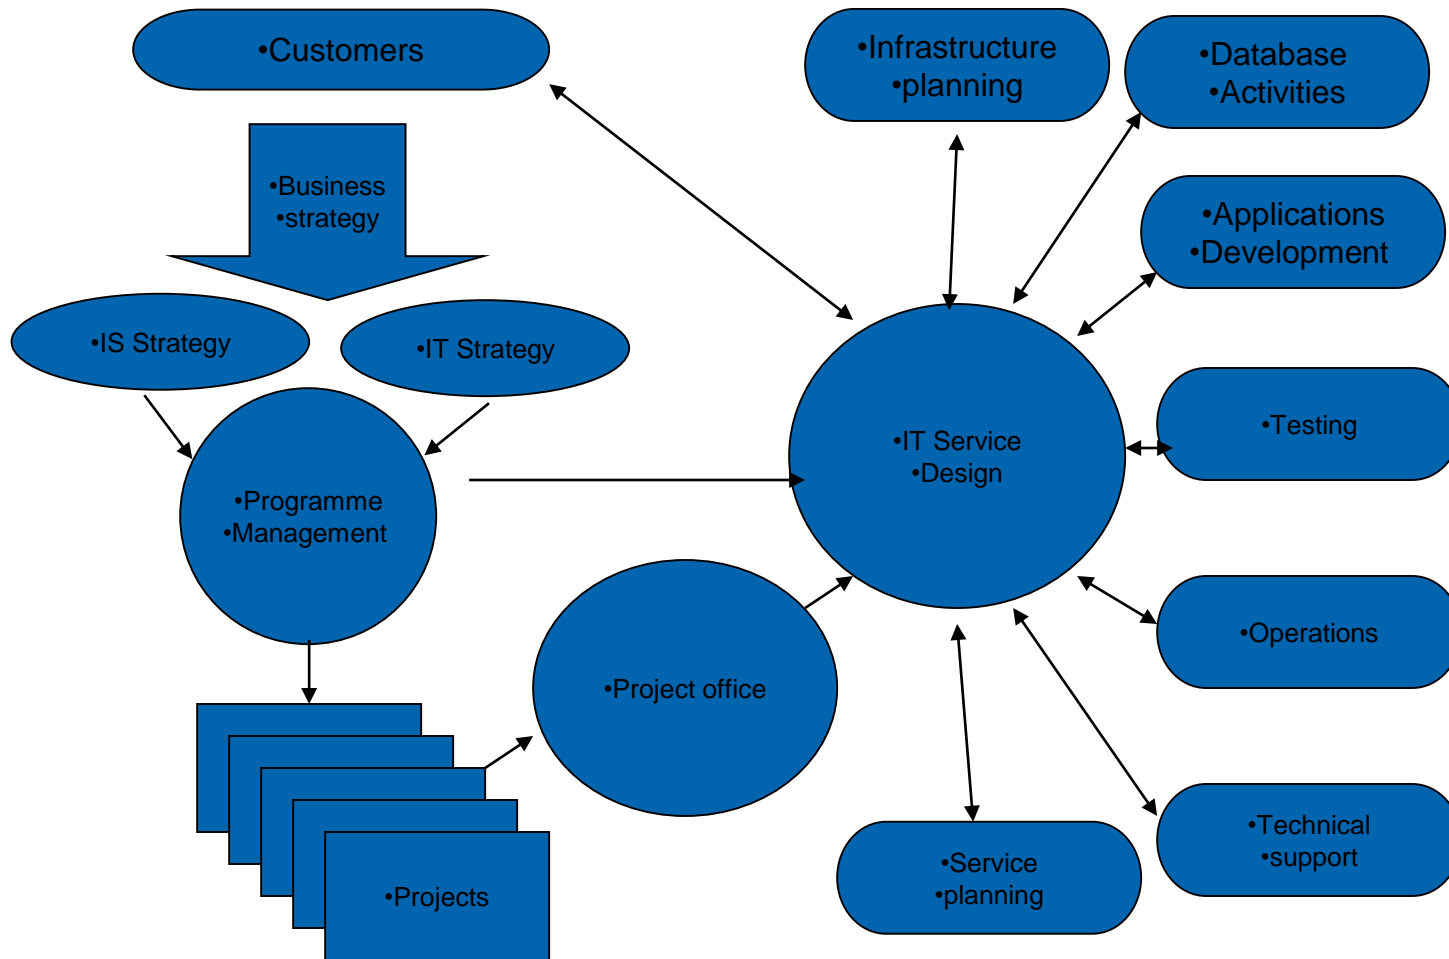 •Customers
•Business
•strategy
•IS Strategy
•IT Strategy
•Programme
•Management
•Projects
•Project office
•IT Service
•Design
•Infrastructure
•planning
•Database
•Activities
•Applications
•Development
•Testing
•Operations
•Technical
•support
•Service
•planning